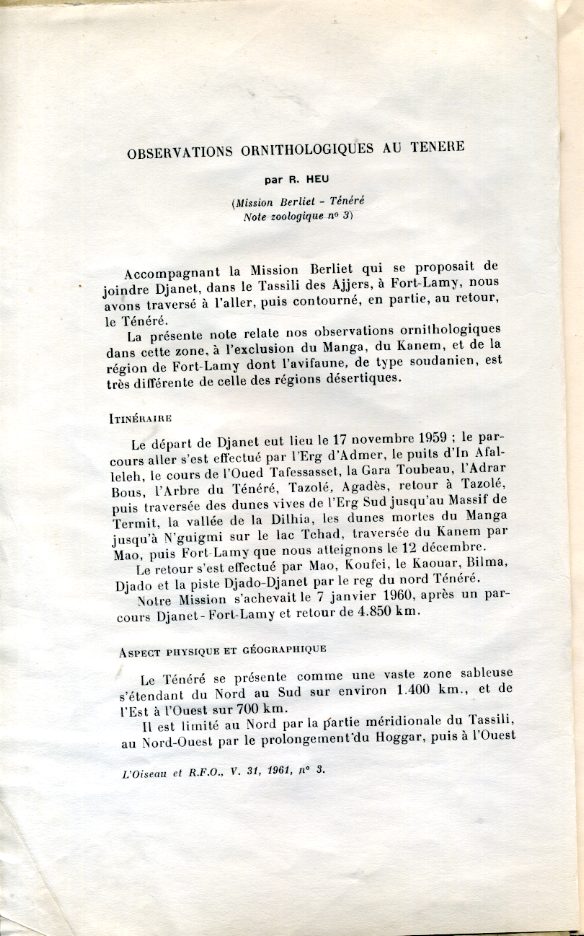 OBSERVATIONS ORNITHOLOGIQUES AU TENERE
par R. HEU
(Mission Berliet - Ténéré
Note zoologique n° 3)
Accompagnant la Mission Berliet qui se proposait de
joindre Djanet, dans le Tassili des Ajjers, à Fort-Lamy, nous
avons traversé à l'aller, puis contourné, en partie, au retour,
le Ténéré.
La présente note relate nos observations ornithologiques
dans cette zone, à l'exclusion du Manga, du Kanem, et de la
région de Fort-Lamy dont l'avifaune, de type soudanien, est
très différente de celle des régions désertiques.
ITINÉRAIRE
Le départ de Djanet eut lieu le 17 novembre 1959 ; le par-
cours aller s'est effectué par l'Erg d'Admer, le puits d'In Afal-
leleh, le cours de l'Oued Tafessasset, la Gara Toubeau, l'Adrar
Bous, l'Arbre du Ténéré, Tazolé, Agadès, retour à Tazolé,
puis traversée des dunes vives de l'Erg Sud jusqu'au Massif de
Termit, la vallée de la Dilhia, les dunes mortes du Manga
jusqu'à N'guigmi sur le lac Tchad, traversée du Kanem par
Mao, puis Fort-Lamy que nous atteignons le 12 décembre.
Le retour s'est effectué par Mao, Koufei, le Kaouar, Bilma,
Djado et la piste Djado-Djanet par le reg du nord Ténéré.
Notre Mission s'achevait le 7 janvier 1960, après un par-
cours Djanet-Fort-Lamy et retour de 4.850 km.
ASPECT PHYSIQUE ET GÉOGRAPHIQUE
Le Ténéré se présente comme une vaste zone sableuse
s'étendant du Nord au Sud sur environ 1.400 km., et de
l'Est à l'Ouest sur 700 km.
Il est limité au Nord par la partie méridionale du Tassili,
au Nord-Ouest par le prolongement du Hoggar, puis à l'Ouest
L'Oiseau et R.F.O., V. 31, 1961, n° 3.